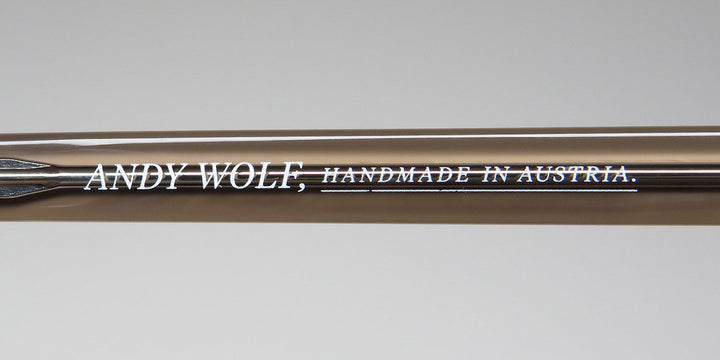 ANDY WOLF, HANDMADE IN AUSTRIA.